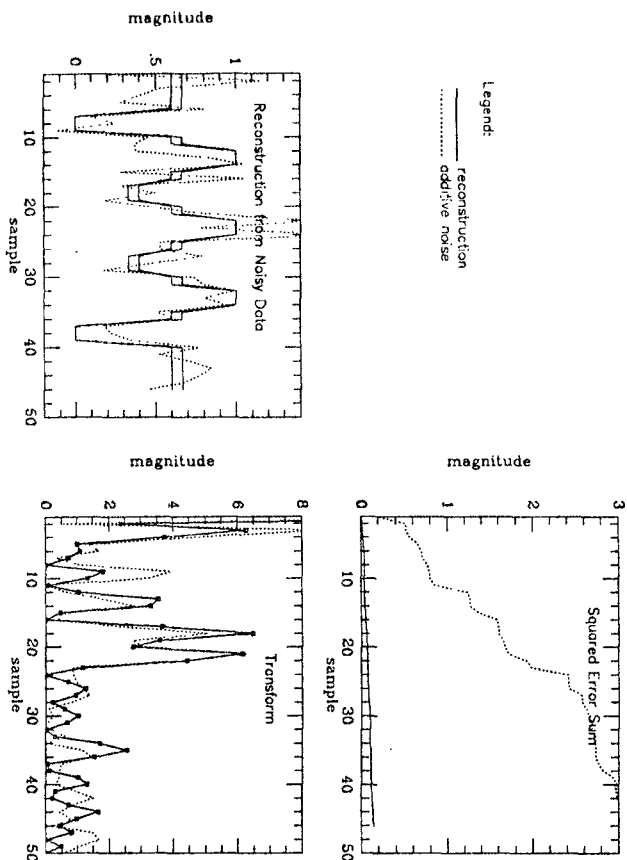 Legend:
reconstruction
additive noise
Squared Error Sum
magnitude
0 1 2 3
10 20 30 40 50
sample
Reconstruction from Noisy Data
magnitude
0 .5 1
10 20 30 40 50
sample
Transform
magnitude
0 2 4 6 8
10 20 30 40 50
sample